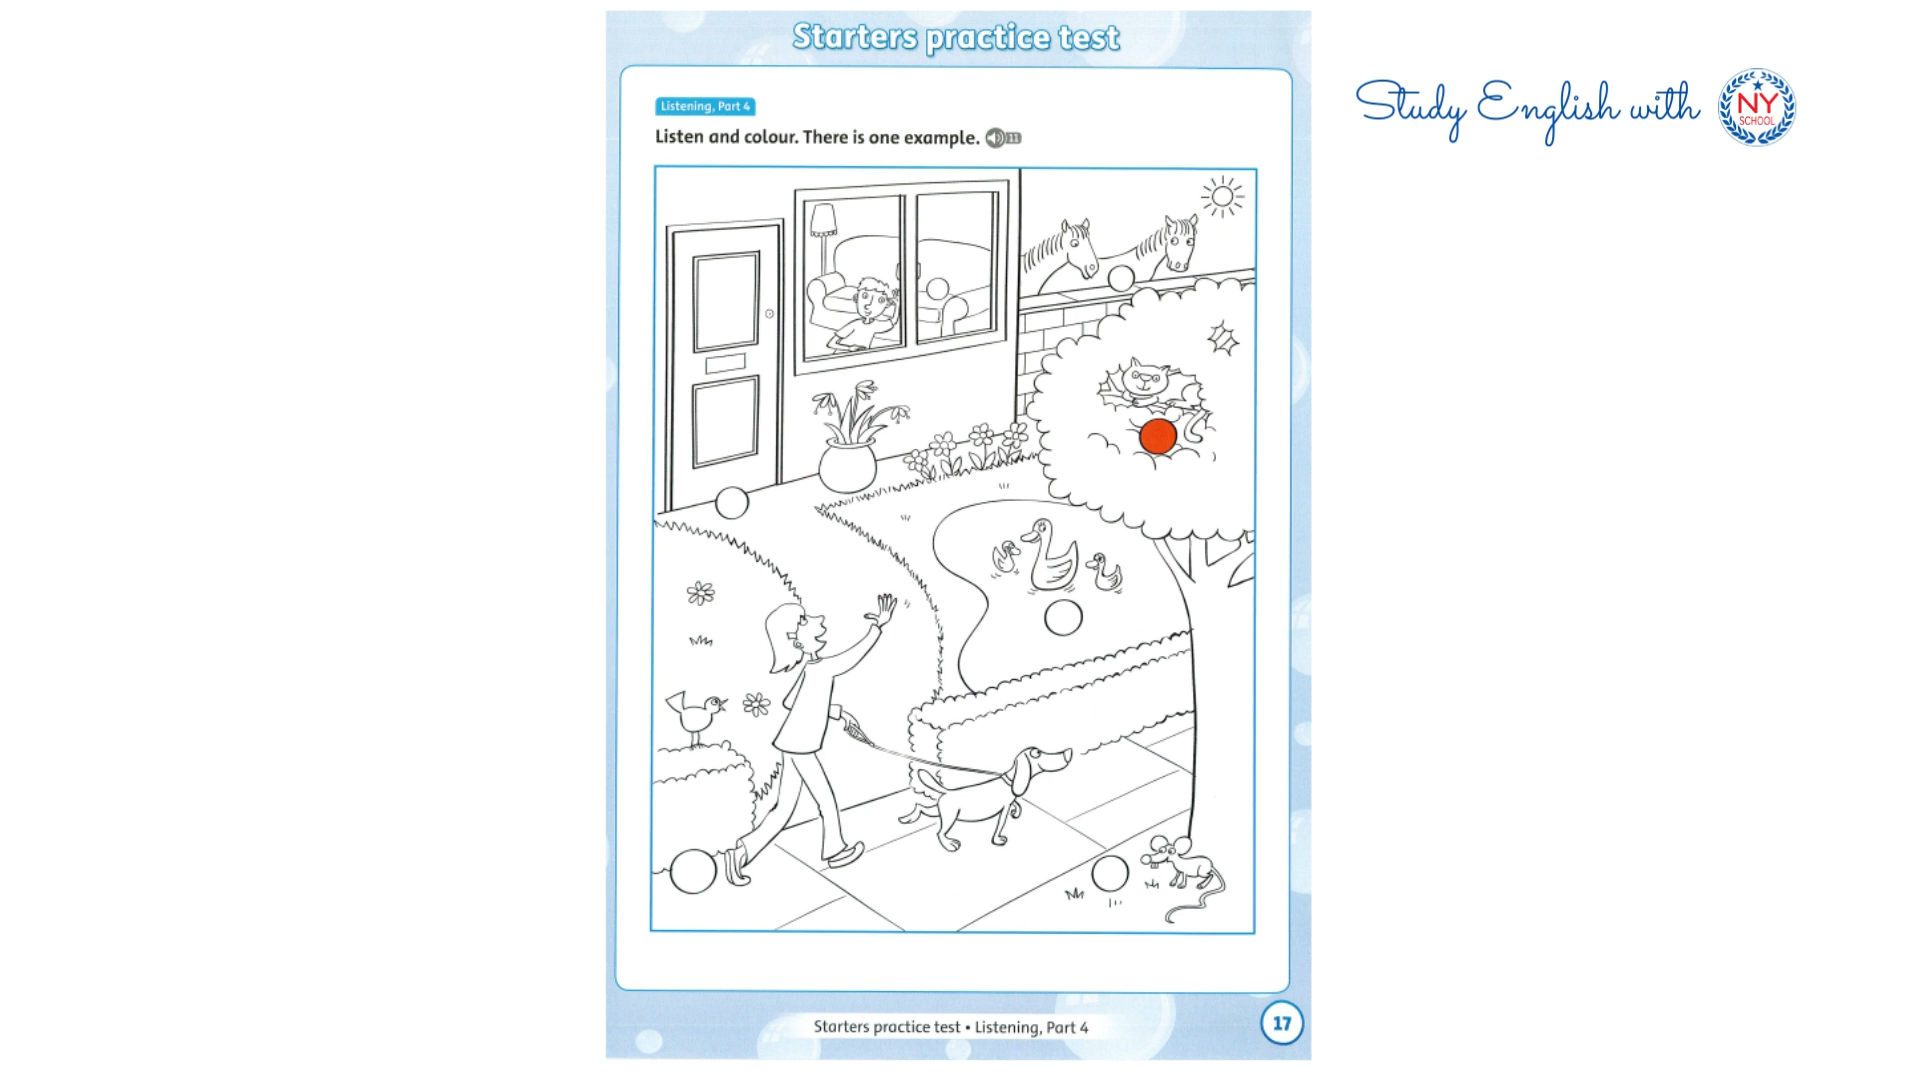 Starters practice test
Study English with
NY
SCHOOL
Listening, Part 4
Listen and colour. There is one example. 11
Starters practice test • Listening, Part 4
17